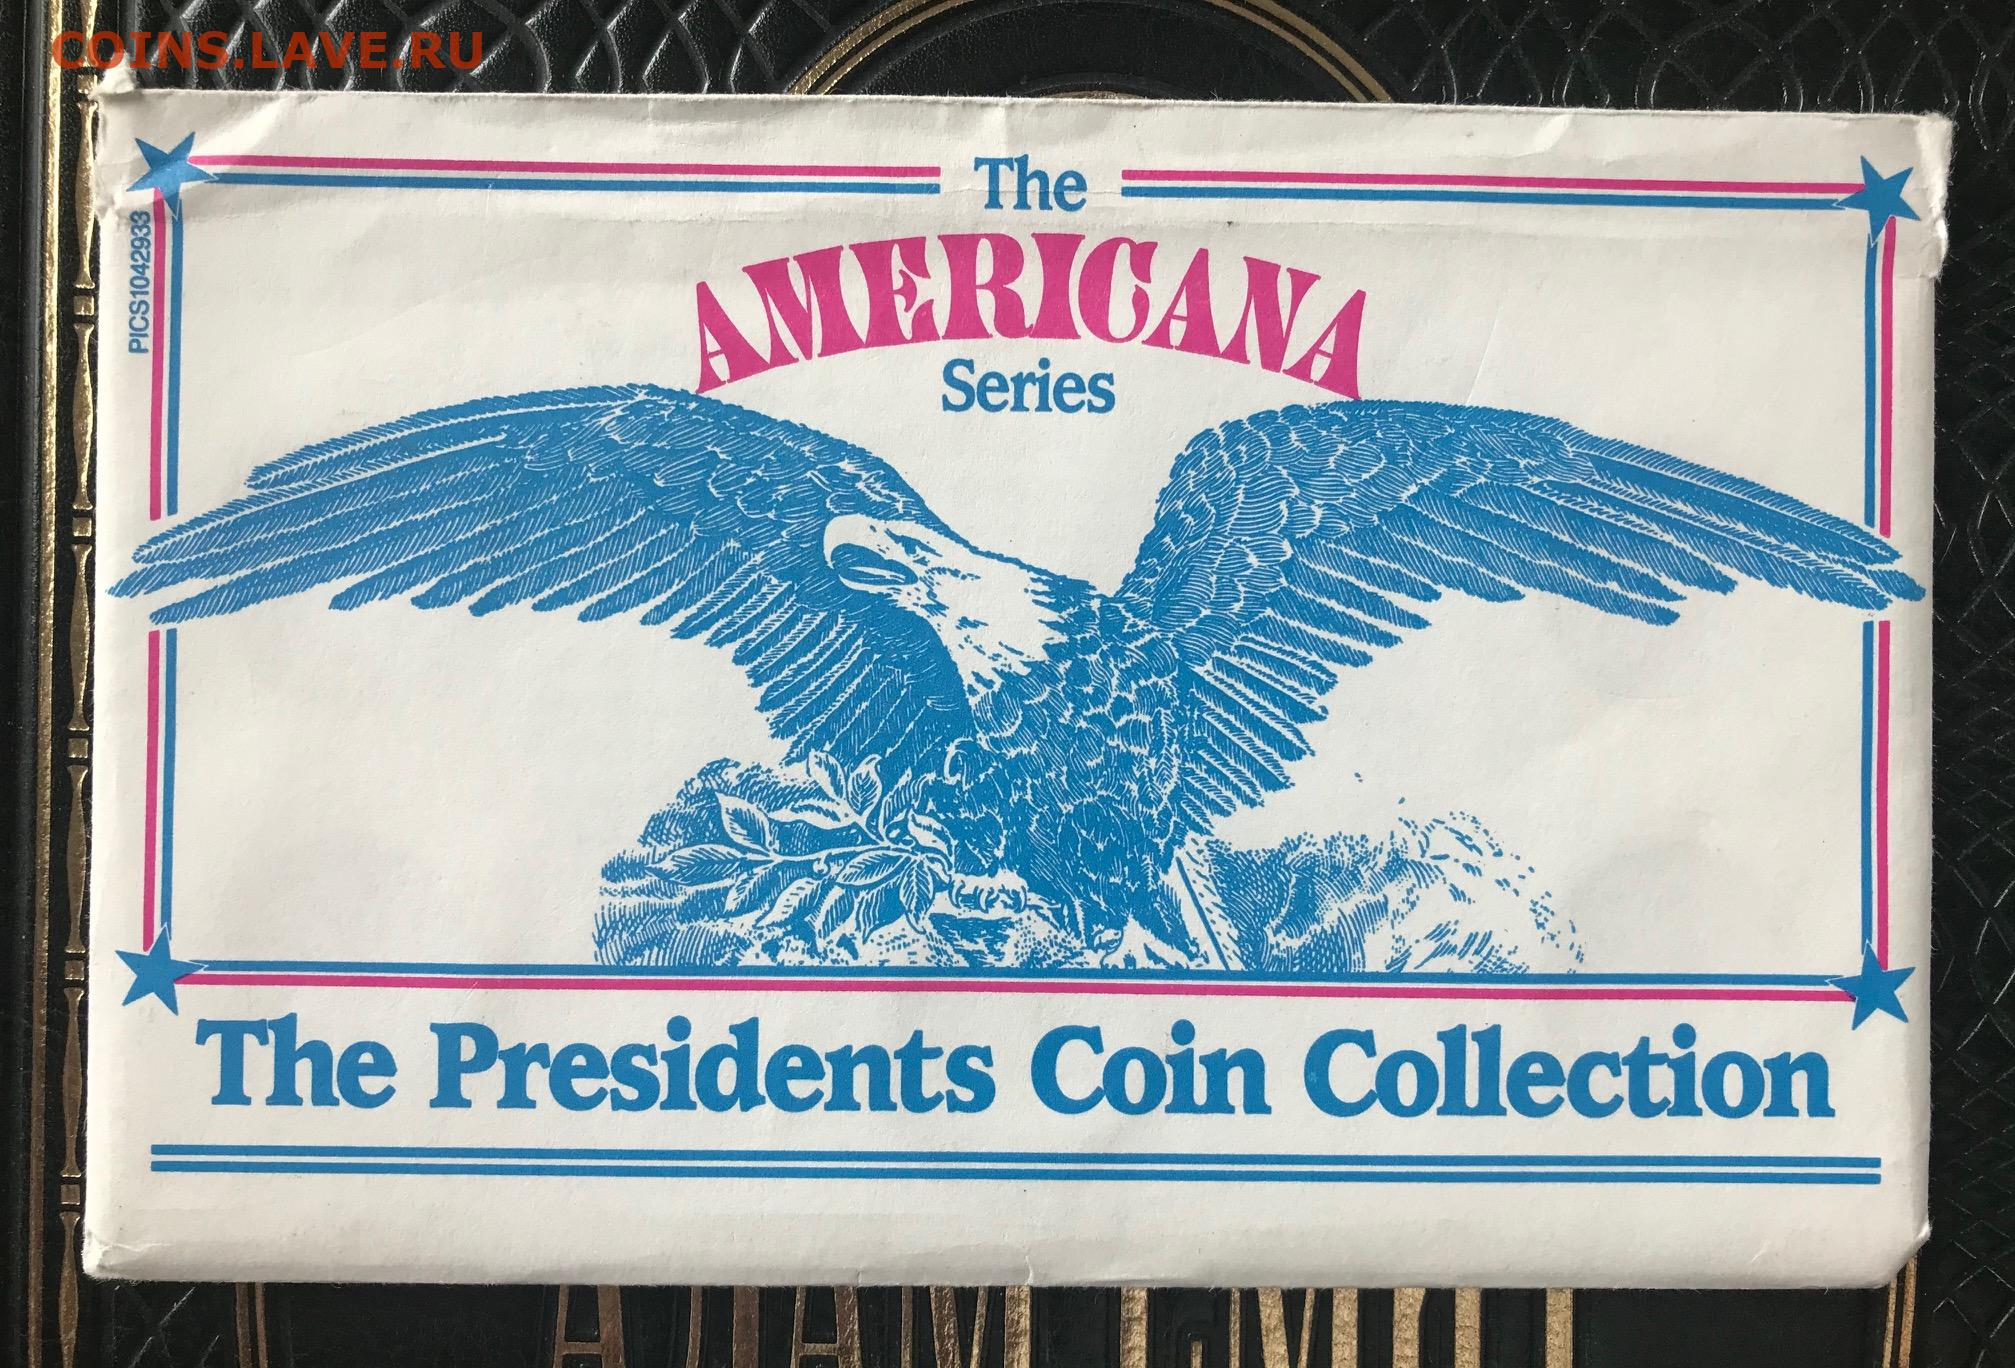 COINS.LAVE.RU
PICS1042933
The
AMERICANA
Series
The Presidents Coin Collection